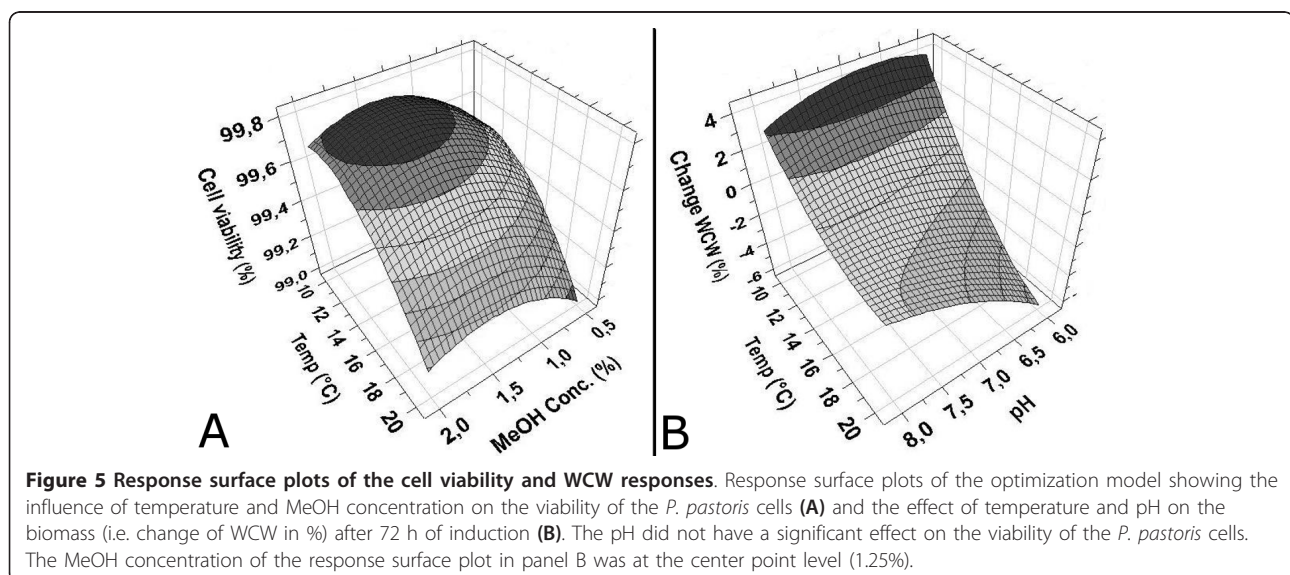 99,8
99,6
99,4
99,2
99,0
Cell viability (%)
10
12
14
16
18
20
Temp (°C)
2,0
1,5
1,0
0,5
MeOH Conc. (%)
A
4
2
0
-2
-4
-6
Change WCW (%)
10
12
14
16
18
20
Temp (°C)
8,0
7,5
7,0
6,5
6,0
pH
B
Figure 5 Response surface plots of the cell viability and WCW responses. Response surface plots of the optimization model showing the
influence of temperature and MeOH concentration on the viability of the P. pastoris cells (A) and the effect of temperature and pH on the
biomass (i.e. change of WCW in %) after 72 h of induction (B). The pH did not have a significant effect on the viability of the P. pastoris cells.
The MeOH concentration of the response surface plot in panel B was at the center point level (1.25%).